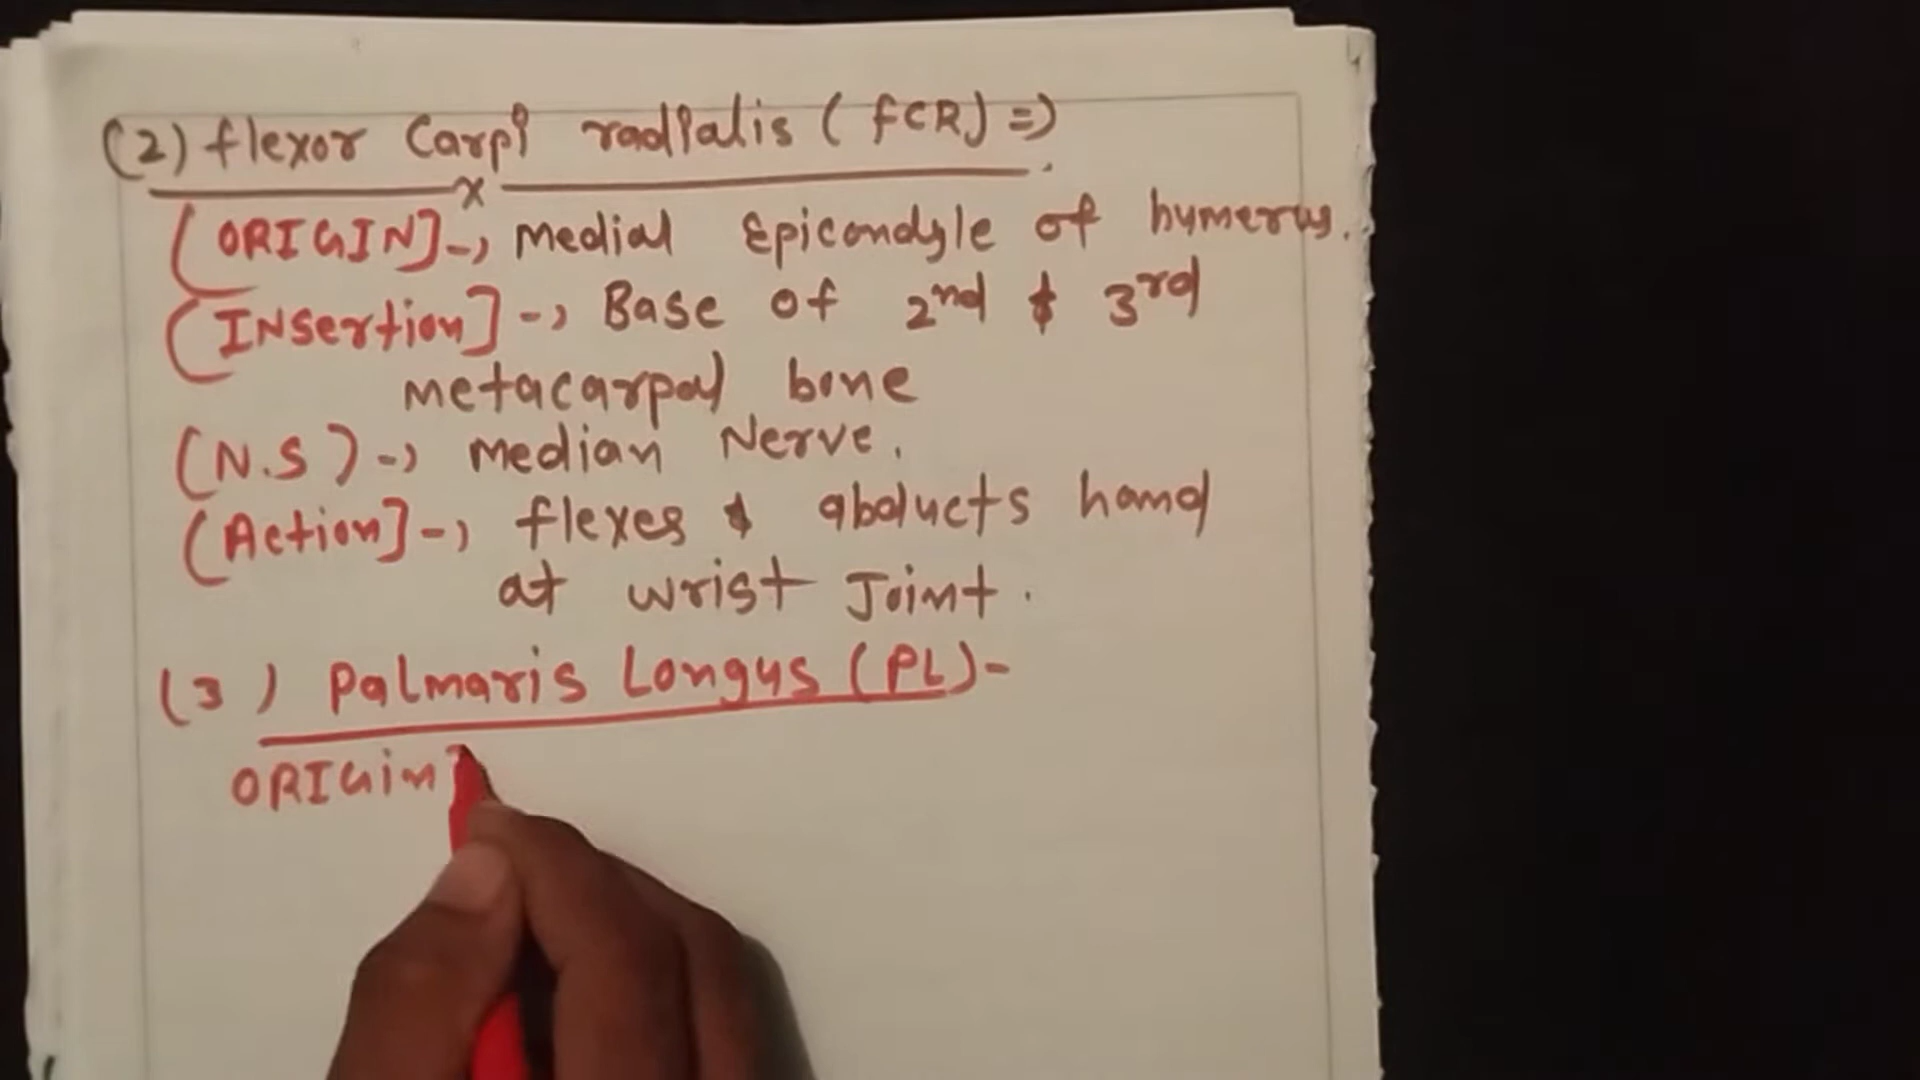 (2) flexor Carpi radialis (FCR) =>
[ORIGIN] -> Medial Epicondyle of humerus.
(Insertion] -> Base of 2nd & 3rd
metacarpal bone
(N.S) -> Median Nerve.
(Action] -> flexes & abducts hand
at wrist Joint.
(3) Palmaris Longus (PL)-
ORIGin